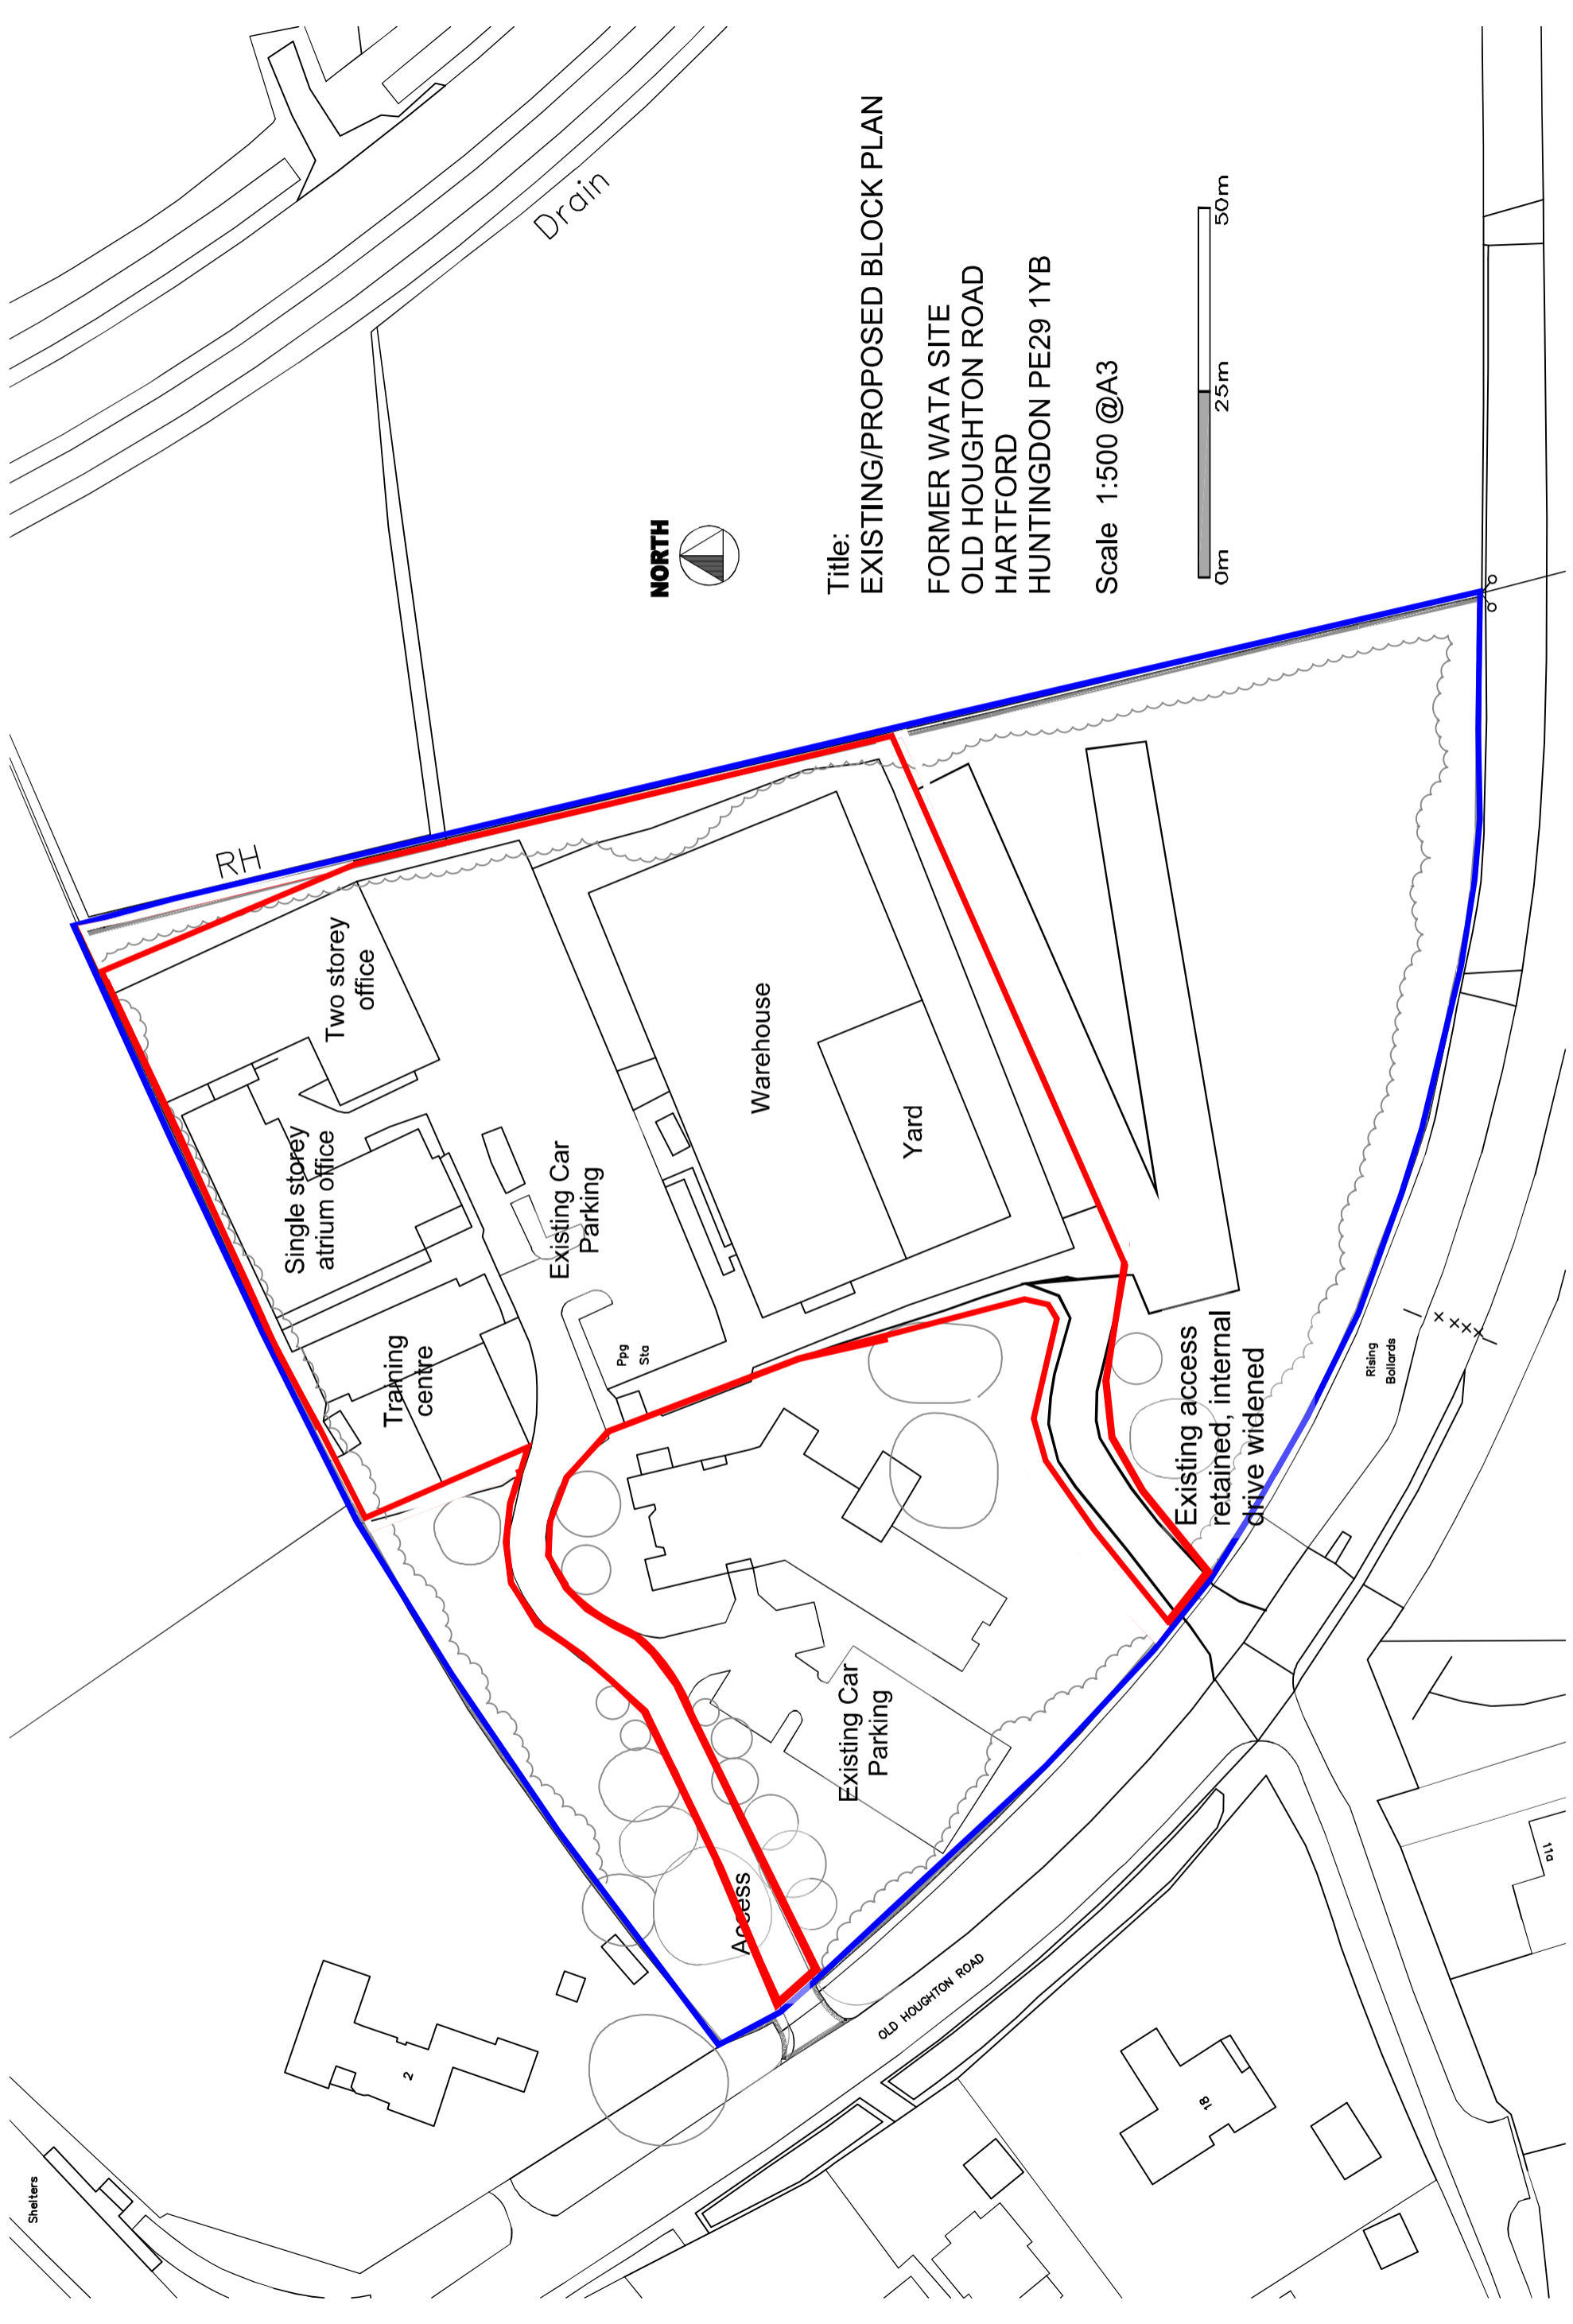 Drain
NORTH
Title:
EXISTING/PROPOSED BLOCK PLAN
FORMER WATA SITE
OLD HOUGHTON ROAD
HARTFORD
HUNTINGDON PE29 1YB
Scale 1:500 @A3
0m
25m
50m
RH
Two storey
office
Single storey
atrium office
Training
centre
Existing Car
Parking
Warehouse
Yard
Ppg
Sta
Existing access
retained, internal
drive widened
Rising
Bollards
Existing Car
Parking
Access
OLD HOUGHTON ROAD
2
18
11a
Shelters